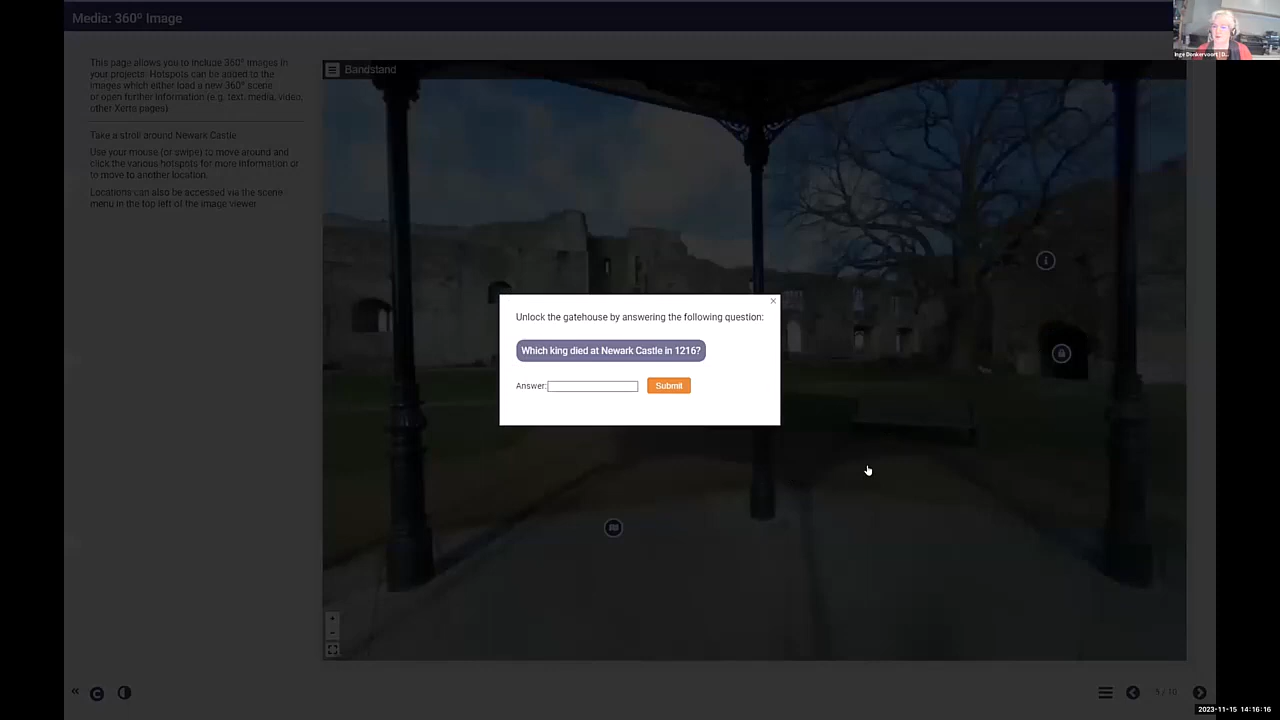 Media: 360º Image
This page allows you to include 360° images in
your projects. Hotspots can be added to the
images which either load a new 360° scene
or open further information (e.g. text, media, video,
other Xerte pages)
Take a stroll around Newark Castle
Use your mouse (or swipe) to move around and
click the various hotspots for more information or
to move to another location.
Locations can also be accessed via the scene
menu in the top left of the image viewer
Bandstand
Unlock the gatehouse by answering the following question:
Which king died at Newark Castle in 1216?
Answer:
Submit
5 / 10
Inge Donkervoort | D...
2023-11-15 14:16:16